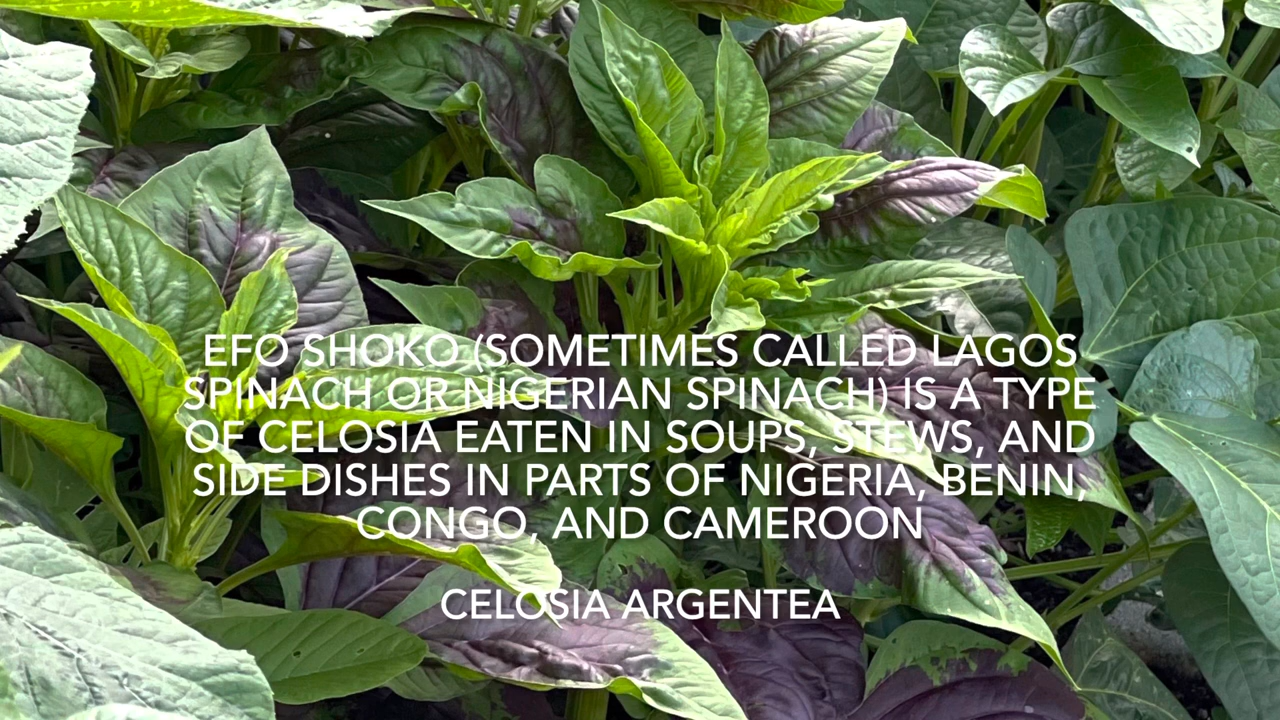 EFO SHOKO (SOMETIMES CALLED LAGOS
SPINACH OR NIGERIAN SPINACH) IS A TYPE
OF CELOSIA EATEN IN SOUPS, STEWS, AND
SIDE DISHES IN PARTS OF NIGERIA, BENIN,
CONGO, AND CAMEROON
CELOSIA ARGENTEA